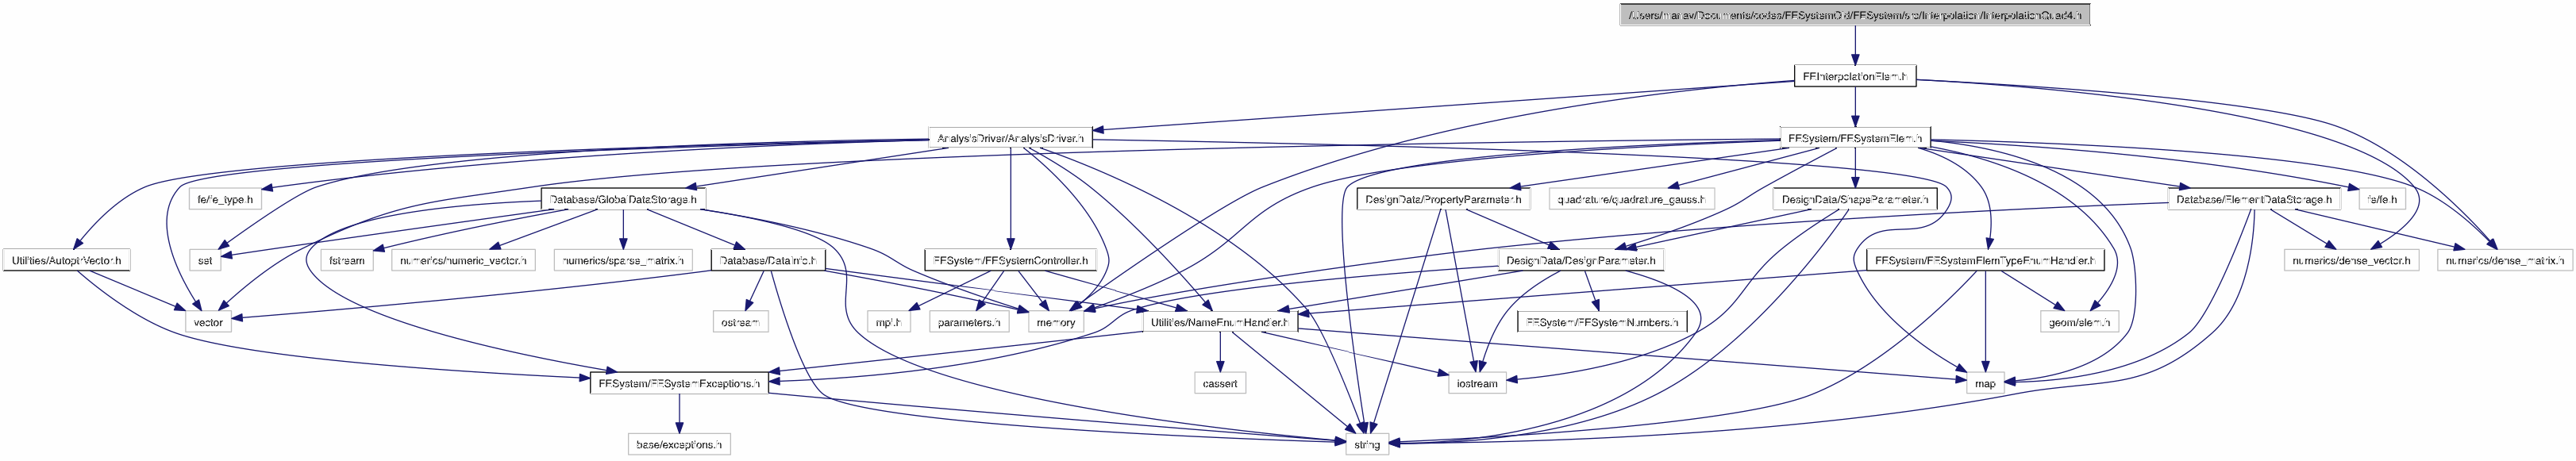 /Users/manav/Documents/codes/FESystemOld/FESystem/src/Interpolation/InterpolationQuad4.h
FEInterpolationElem.h
AnalysisDriver/AnalysisDriver.h
FESystem/FESystemElem.h
fe/fe_type.h
Database/GlobalDataStorage.h
DesignData/PropertyParameter.h
quadrature/quadrature_gauss.h
DesignData/ShapeParameter.h
Database/ElementDataStorage.h
fe/fe.h
Utilities/AutoptrVector.h
set
fstream
numerics/numeric_vector.h
numerics/sparse_matrix.h
Database/DataInfo.h
FESystem/FESystemController.h
DesignData/DesignParameter.h
FESystem/FESystemElemTypeEnumHandler.h
numerics/dense_vector.h
numerics/dense_matrix.h
vector
ostream
mpi.h
parameters.h
memory
Utilities/NameEnumHandler.h
FESystem/FESystemNumbers.h
geom/elem.h
FESystem/FESystemExceptions.h
cassert
iostream
map
base/exceptions.h
string